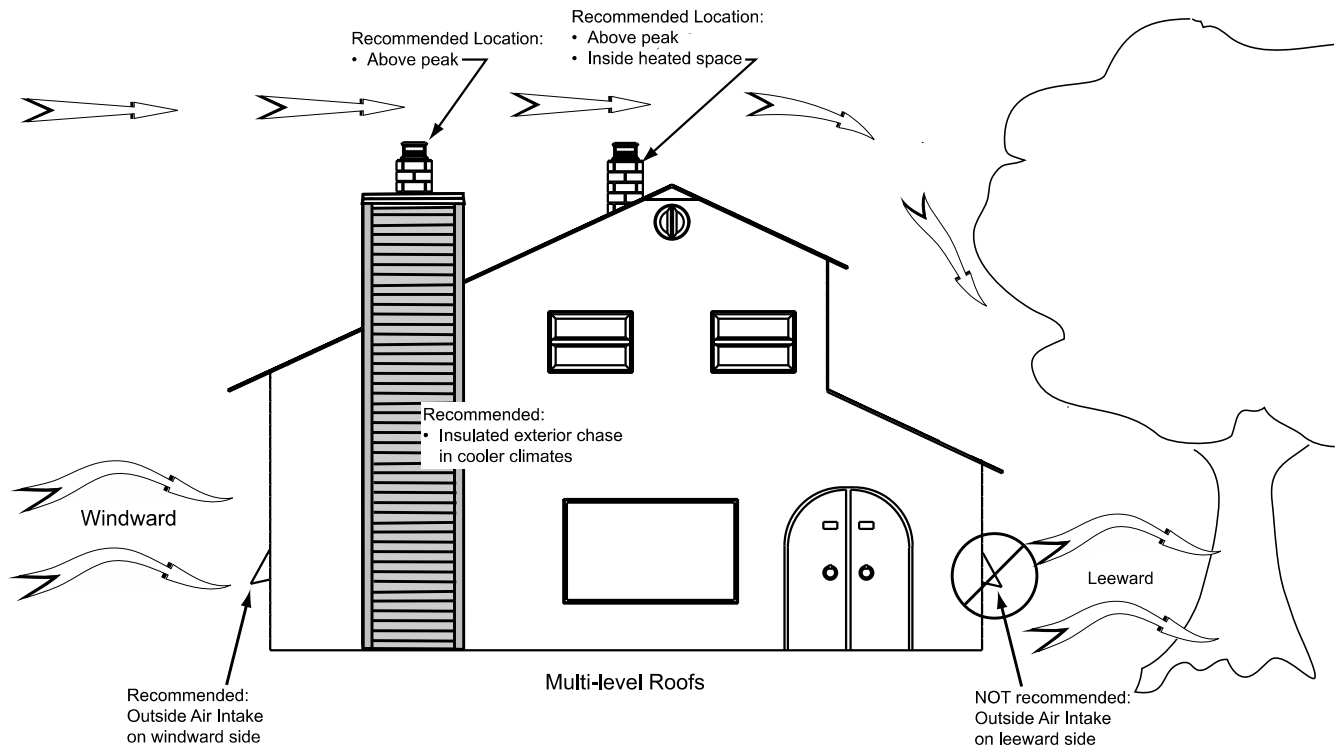 Recommended Location:
• Above peak
Recommended Location:
• Above peak
• Inside heated space
Recommended:
• Insulated exterior chase
in cooler climates
Windward
Leeward
Multi-level Roofs
Recommended:
Outside Air Intake
on windward side
NOT recommended:
Outside Air Intake
on leeward side